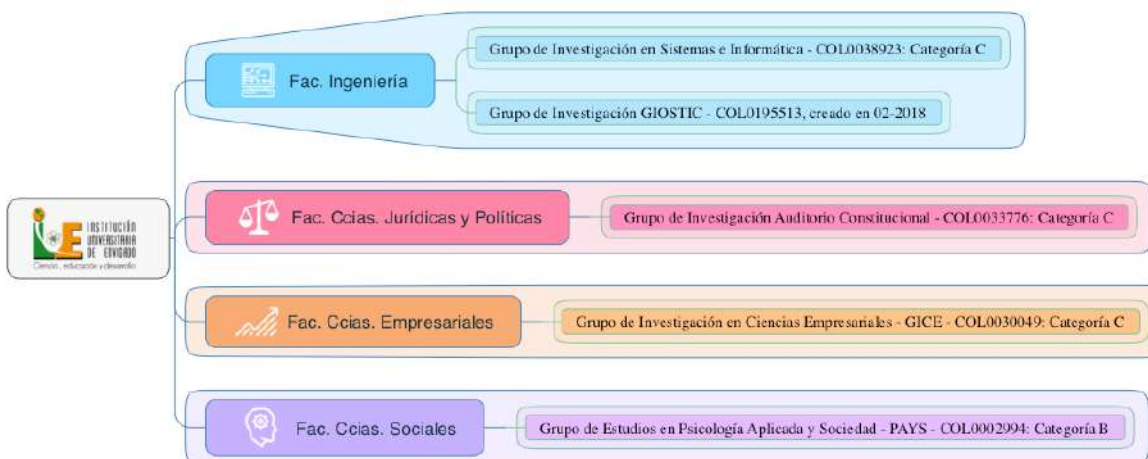 Grupo de Investigación en Sistemas e Informática - COL0038923: Categoría C
Fac. Ingeniería
Grupo de Investigación GIOSTIC - COL0195513, creado en 02-2018
Fac. Ccias. Jurídicas y Políticas
Grupo de Investigación Auditorio Constitucional - COL0033776: Categoría C
INSTITUCIÓN
UNIVERSITARIA
DE ENVIGADO
Ciencia, educación y desarrollo
Fac. Ccias. Empresariales
Grupo de Investigación en Ciencias Empresariales - GICE - COL0030049: Categoría C
Fac. Ccias. Sociales
Grupo de Estudios en Psicología Aplicada y Sociedad - PAYS - COL0002994: Categoría B